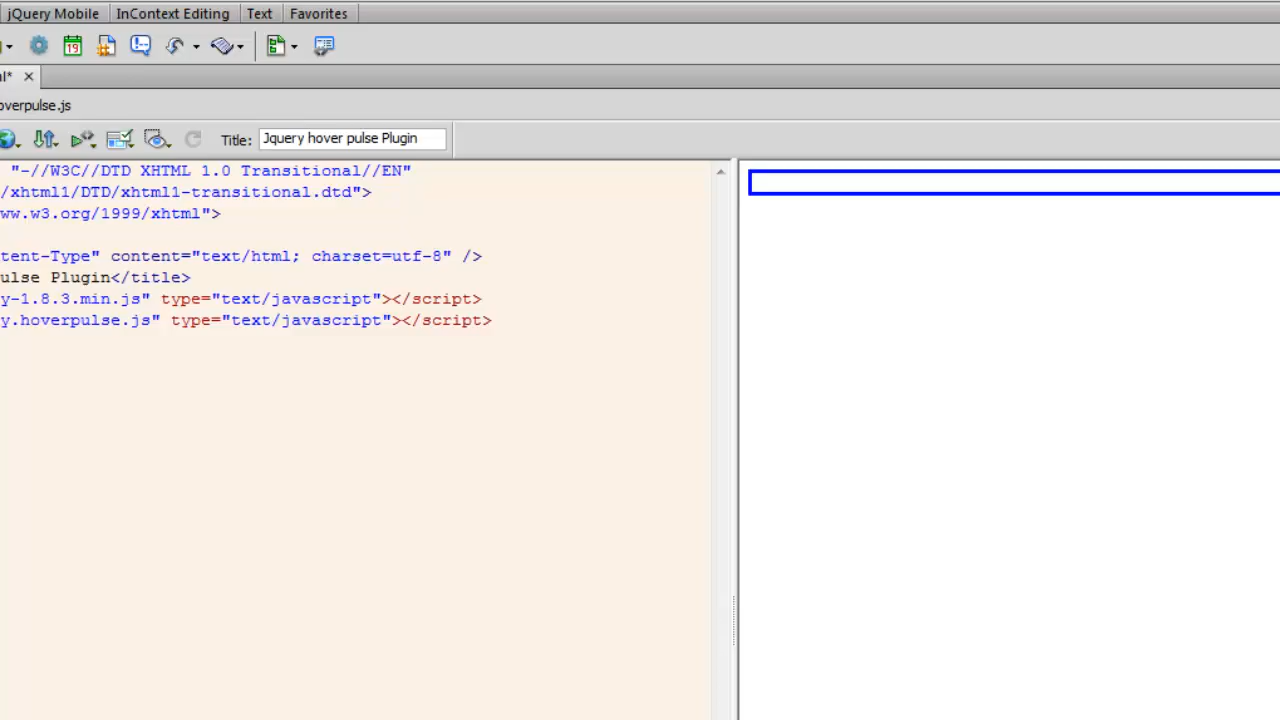 jQuery Mobile InContext Editing Text Favorites
19
l* ×
overpulse.js
Title: Jquery hover pulse Plugin
"-//W3C//DTD XHTML 1.0 Transitional//EN"
/xhtml1/DTD/xhtml1-transitional.dtd">
ww.w3.org/1999/xhtml">
tent-Type" content="text/html; charset=utf-8" />
ulse Plugin</title>
y-1.8.3.min.js" type="text/javascript"></script>
y.hoverpulse.js" type="text/javascript"></script>